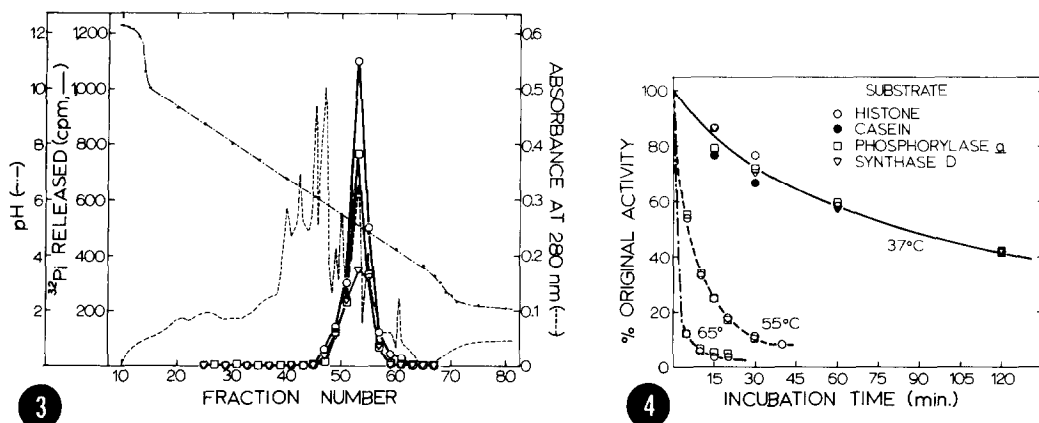 12
10
8
6
4
2
pH (-·-)
1200
1000
800
600
400
200
³²Pi RELEASED (cpm, —)
0.6
0.5
0.4
0.3
0.2
0.1
0
ABSORBANCE AT 280 nm (----)
10 20 30 40 50 60 70 80
FRACTION NUMBER
3
100
80
60
40
20
0
% ORIGINAL ACTIVITY
SUBSTRATE
○ HISTONE
● CASEIN
□ PHOSPHORYLASE a
▽ SYNTHASE D
37°C
55°C
65°
15 30 45 60 75 90 105 120
INCUBATION TIME (min.)
4